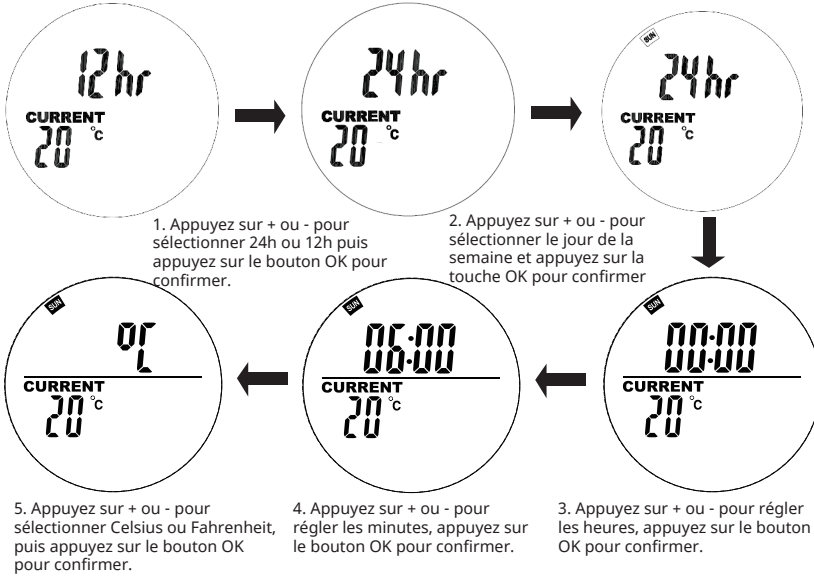 12hr
CURRENT
20 °C
24hr
CURRENT
20 °C
SUN
24hr
CURRENT
20 °C
1. Appuyez sur + ou - pour
sélectionner 24h ou 12h puis
appuyez sur le bouton OK pour
confirmer.
2. Appuyez sur + ou - pour
sélectionner le jour de la
semaine et appuyez sur la
touche OK pour confirmer
SUN
00:00
CURRENT
20 °C
3. Appuyez sur + ou - pour régler
les heures, appuyez sur le bouton
OK pour confirmer.
SUN
06:00
CURRENT
20 °C
4. Appuyez sur + ou - pour
régler les minutes, appuyez sur
le bouton OK pour confirmer.
SUN
°C
CURRENT
20 °C
5. Appuyez sur + ou - pour
sélectionner Celsius ou Fahrenheit,
puis appuyez sur le bouton OK
pour confirmer.